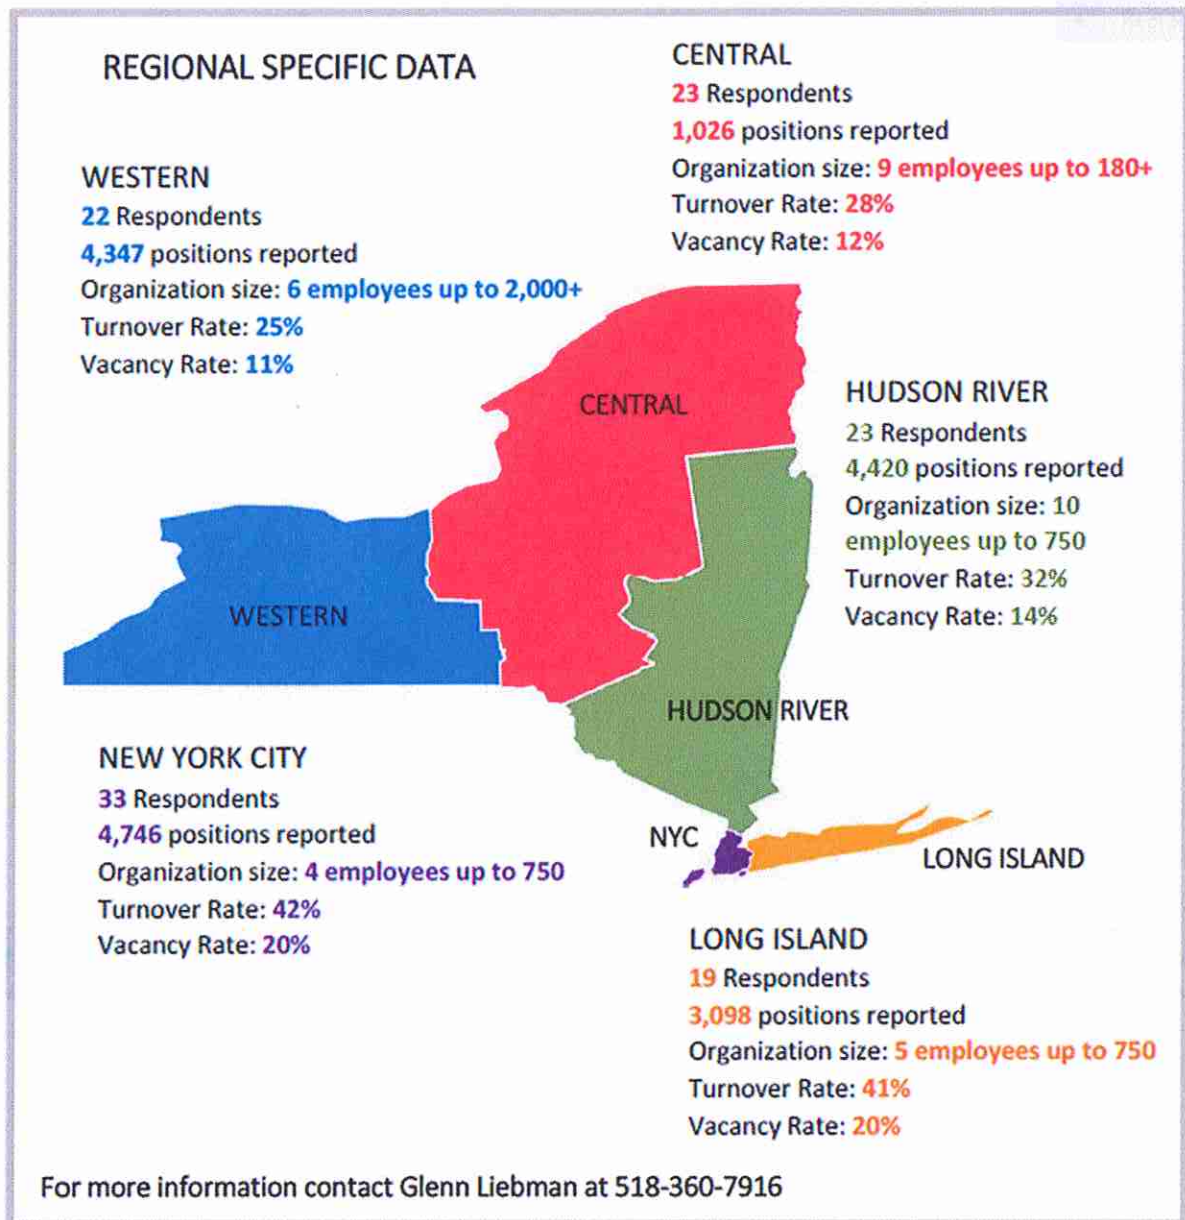 REGIONAL SPECIFIC DATA
CENTRAL
23 Respondents
1,026 positions reported
Organization size: 9 employees up to 180+
Turnover Rate: 28%
Vacancy Rate: 12%
WESTERN
22 Respondents
4,347 positions reported
Organization size: 6 employees up to 2,000+
Turnover Rate: 25%
Vacancy Rate: 11%
CENTRAL
HUDSON RIVER
23 Respondents
4,420 positions reported
Organization size: 10
employees up to 750
Turnover Rate: 32%
Vacancy Rate: 14%
WESTERN
HUDSON RIVER
NEW YORK CITY
33 Respondents
4,746 positions reported
Organization size: 4 employees up to 750
Turnover Rate: 42%
Vacancy Rate: 20%
NYC
LONG ISLAND
LONG ISLAND
19 Respondents
3,098 positions reported
Organization size: 5 employees up to 750
Turnover Rate: 41%
Vacancy Rate: 20%
For more information contact Glenn Liebman at 518-360-7916